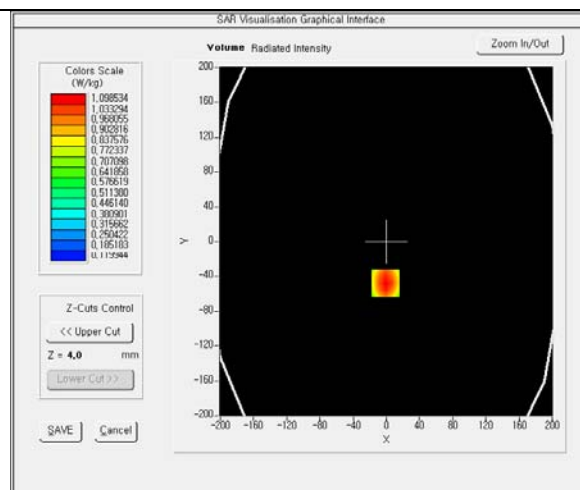 SAR Visualisation Graphical Interface
Volume Radiated Intensity
Zoom In/Out
Colors Scale
(W/kg)
1,098534
1,033294
0,968055
0,902816
0,837576
0,772337
0,707098
0,641858
0,576619
0,511380
0,446140
0,380901
0,315662
0,250422
0,185183
0,119944
200
160
120
80
40
0
-40
-80
-120
-160
-200
Y
-200 -160 -120 -80 -40 0 40 80 120 160 200
X
Z-Cuts Control
<< Upper Cut
Z = 4,0 mm
Lower Cut >>
SAVE Cancel